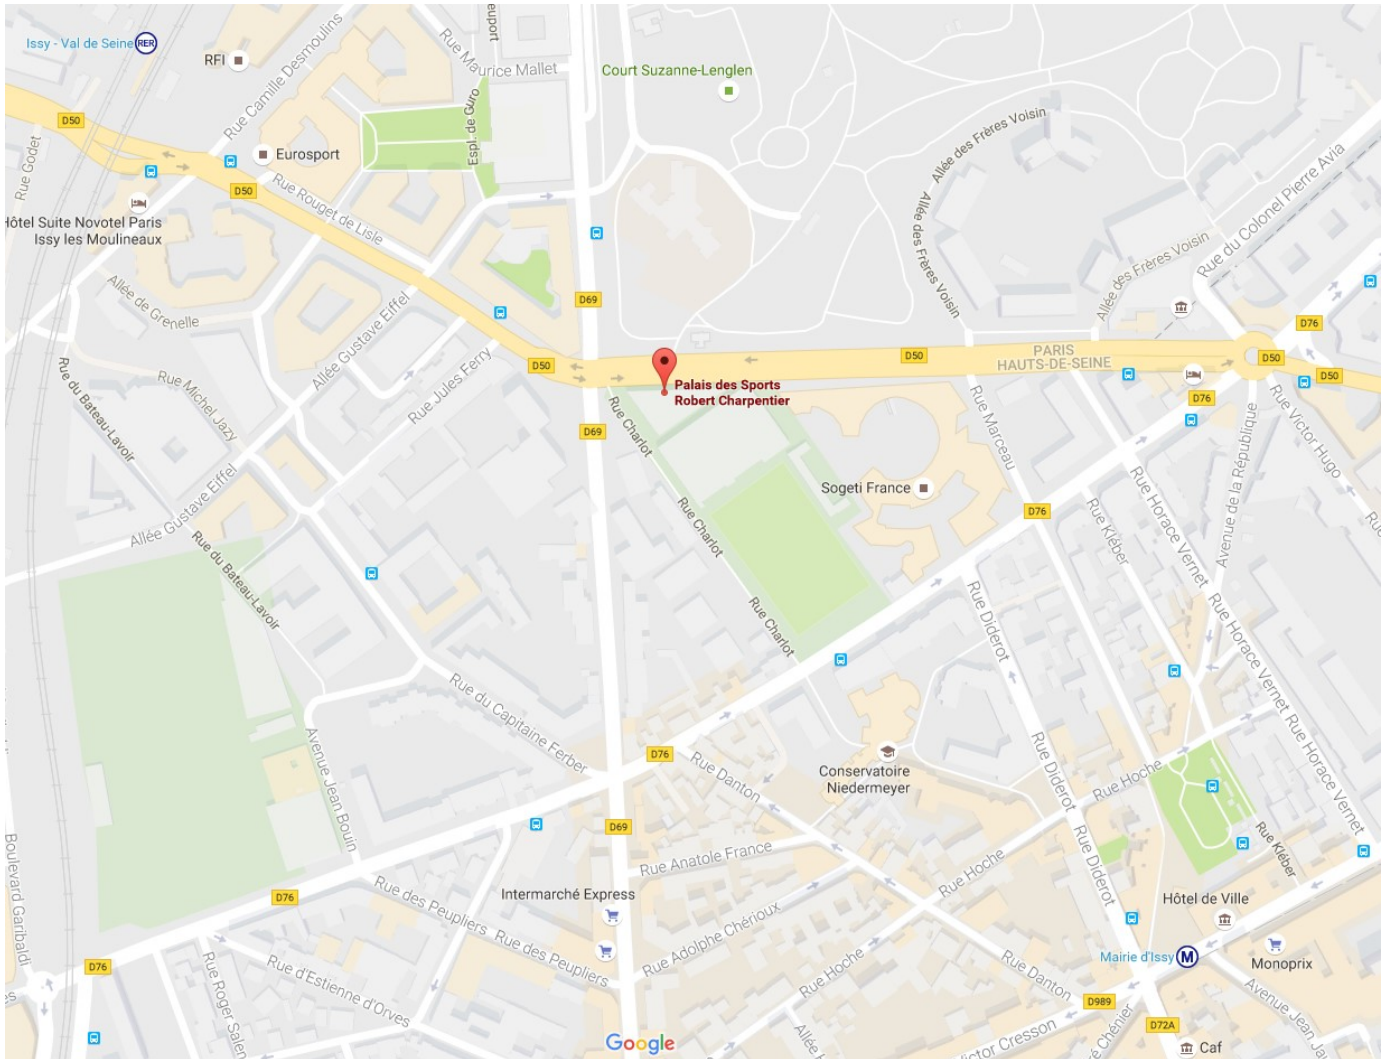 Issy - Val de Seine
RER
RFI
Rue Camille Desmoulins
Rue Maurice Mallet
Court Suzanne-Lenglen
D50
Rue Godet
Eurosport
Espl. de Guro
Allée des Frères Voisin
Rue du Colonel Pierre Avia
D50
Rue Rouget de Lisle
Hôtel Suite Novotel Paris
Issy les Moulineaux
Allée des Frères Voisin
Allée des Frères Voisin
Allée de Grenelle
Allée Gustave Eiffel
D69
D76
D50
D50
PARIS
HAUTS-DE-SEINE
D50
D50
Rue du Bateau-Lavoir
Rue Michel Jazy
Rue Jules Ferry
Palais des Sports
Robert Charpentier
D76
Rue Victor Hugo
Rue Charlot
Rue Marceau
D69
Avenue de la République
Allée Gustave Eiffel
Sogeti France
Rue Horace Vernet
Rue Kléber
D76
Rue Charlot
Rue du Bateau-Lavoir
Rue Charlot
Rue Diderot
Rue Horace Vernet
Rue du Capitaine Ferber
Avenue Jean Bouin
D76
Rue Danton
Conservatoire
Niedermeyer
Rue Diderot
Rue Hoche
Rue Horace Vernet
D69
Boulevard Garibaldi
Rue Anatole France
Rue Hoche
Rue Diderot
Rue Kléber
Intermarché Express
D76
Rue des Peupliers
Rue des Peupliers
Rue Adolphe Chérioux
Hôtel de Ville
Mairie d'Issy
M
Monoprix
D76
Rue Roger Salen
Rue d'Estienne d'Orves
Rue Hoche
Rue Danton
D989
Avenue Jean Ja
Google
Allée H
Victor Cresson
é Chénier
D72A
Caf